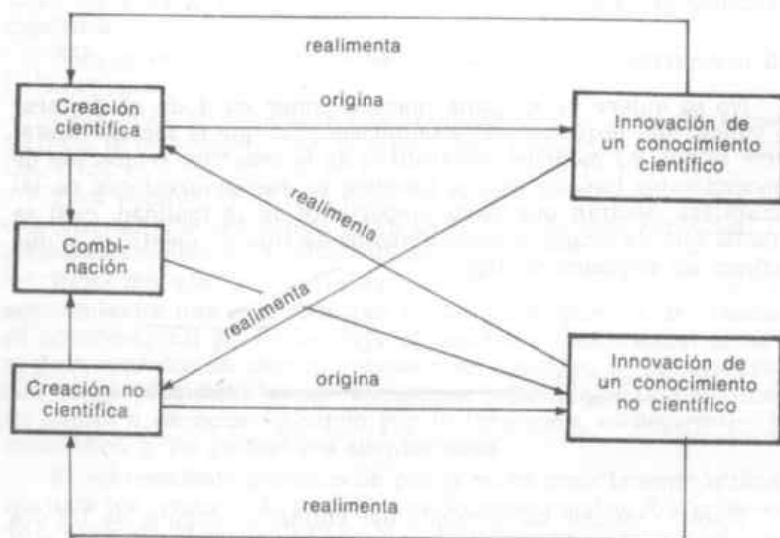 realimenta
origina
Creación
científica
Innovación de
un conocimiento
científico
realimenta
Combi-
nación
realimenta
Creación no
científica
origina
Innovación de
un conocimiento
no científico
realimenta